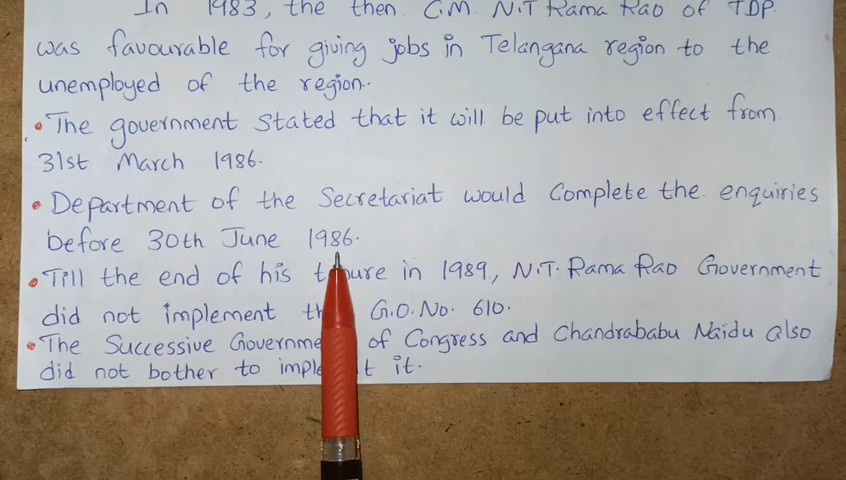 In 1983, the then C.M. N.T Rama Rao of TDP
was favourable for giving jobs in Telangana region to the
unemployed of the region.
• The government stated that it will be put into effect from
31st March 1986.
• Department of the Secretariat would complete the enquiries
before 30th June 1986.
• Till the end of his in 1989, N.T. Rama Rao Government
did not implement G.O.No. 610.
• The Successive of Congress and Chandrababu Naidu also
did not bother to it.